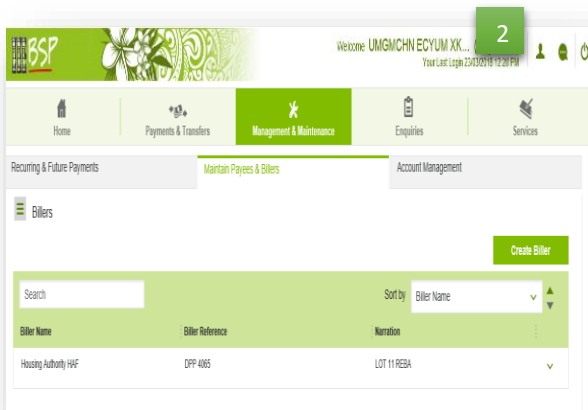 BSP
Welcome UMGMCHN ECYUM XK...
2
Your Last Login 23/03/2018 12:28 PM
Home
Payments & Transfers
Management & Maintenance
Enquiries
Services
Recurring & Future Payments
Maintain Payees & Billers
Account Management
Billers
Create Biller
Search
Sort by
Biller Name
Biller Name
Biller Reference
Narration
Housing Authority HAF
DPP 4065
LOT 11 REBA